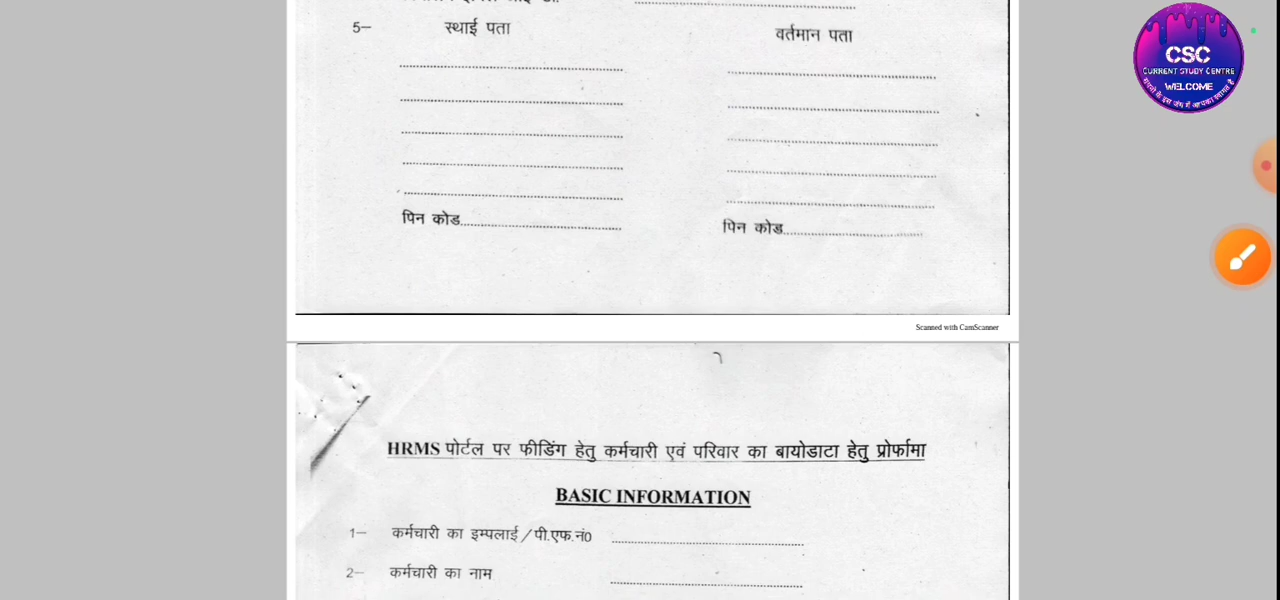 5— स्थाई पता वर्तमान पता
पिन कोड........................ पिन कोड........................
Scanned with CamScanner
HRMS पोर्टल पर फीडिंग हेतु कर्मचारी एवं परिवार का बायोडाटा हेतु प्रोर्फामा
BASIC INFORMATION
1— कर्मचारी का इम्पलाई/पी.एफ.नं0 ........................
2— कर्मचारी का नाम ........................
CSC
CURRENT STUDY CENTRE
WELCOME